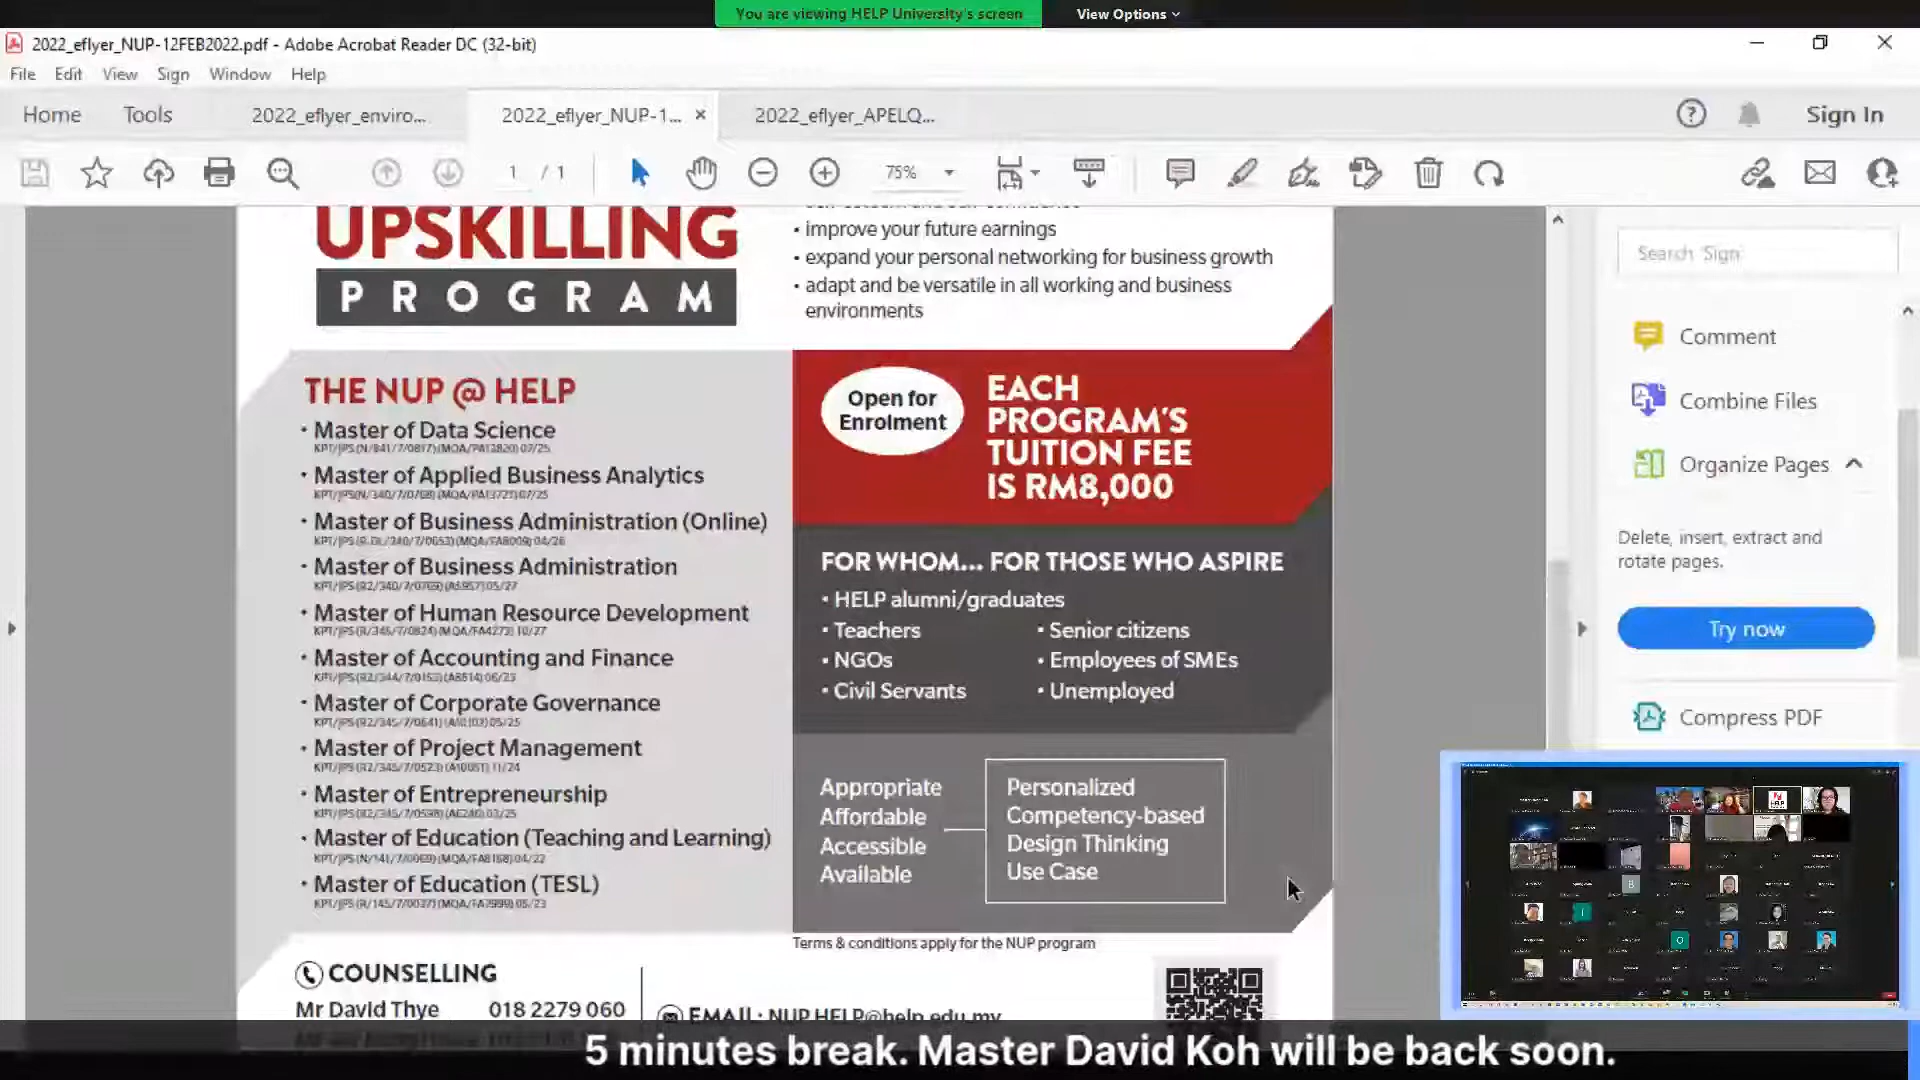 You are viewing HELP University's screen
View Options
2022_eflyer_NUP-12FEB2022.pdf - Adobe Acrobat Reader DC (32-bit)
File Edit View Sign Window Help
Home Tools 2022_eflyer_enviro... 2022_eflyer_NUP-1... × 2022_eflyer_APELQ... Sign In
1 / 1 75%
UPSKILLING
PROGRAM
• improve your future earnings
• expand your personal networking for business growth
• adapt and be versatile in all working and business
environments
THE NUP @ HELP
• Master of Data Science
• Master of Applied Business Analytics
• Master of Business Administration (Online)
• Master of Business Administration
• Master of Human Resource Development
• Master of Accounting and Finance
• Master of Corporate Governance
• Master of Project Management
• Master of Entrepreneurship
• Master of Education (Teaching and Learning)
• Master of Education (TESL)
Open for
Enrolment
EACH
PROGRAM'S
TUITION FEE
IS RM8,000
FOR WHOM... FOR THOSE WHO ASPIRE
• HELP alumni/graduates
• Teachers
• Senior citizens
• NGOs
• Employees of SMEs
• Civil Servants
• Unemployed
Appropriate
Affordable
Accessible
Available
Personalized
Competency-based
Design Thinking
Use Case
Terms & conditions apply for the NUP program
COUNSELLING
Mr David Thye 018 2279 060
EMAIL: NUP.HELP@help.edu.my
Search 'Sign'
Comment
Combine Files
Organize Pages
Delete, insert, extract and
rotate pages.
Try now
Compress PDF
5 minutes break. Master David Koh will be back soon.